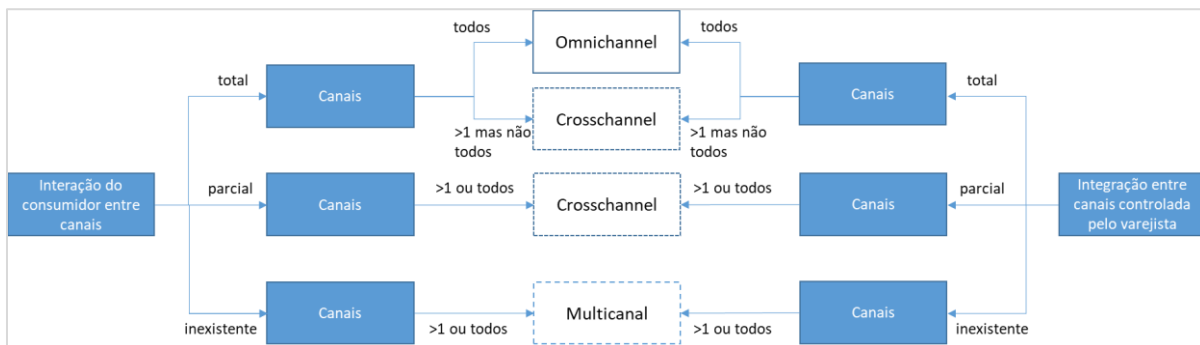 todos
Omnichannel
todos
total
Canais
Canais
total
Crosschannel
>1 mas não
todos
>1 mas não
todos
Interação do
consumidor entre
canais
parcial
Canais
>1 ou todos
Crosschannel
>1 ou todos
Canais
parcial
Integração entre
canais controlada
pelo varejista
Canais
Multicanal
Canais
inexistente
>1 ou todos
>1 ou todos
inexistente